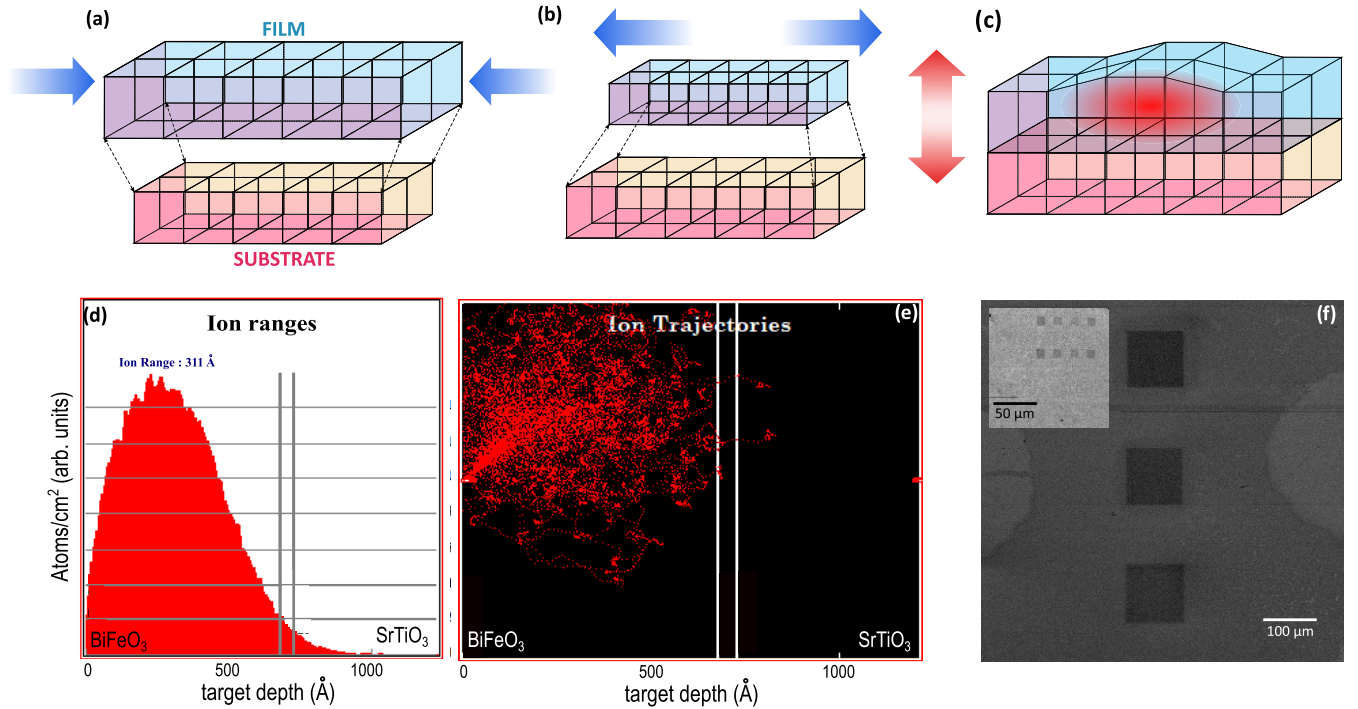 (a)
FILM
SUBSTRATE
(b)
(c)
(d)
Ion ranges
Ion Range : 311 Å
Atoms/cm² (arb. units)
BiFeO₃
SrTiO₃
0
500
1000
target depth (Å)
(e)
Ion Trajectories
BiFeO₃
SrTiO₃
0
500
1000
target depth (Å)
(f)
50 µm
100 µm